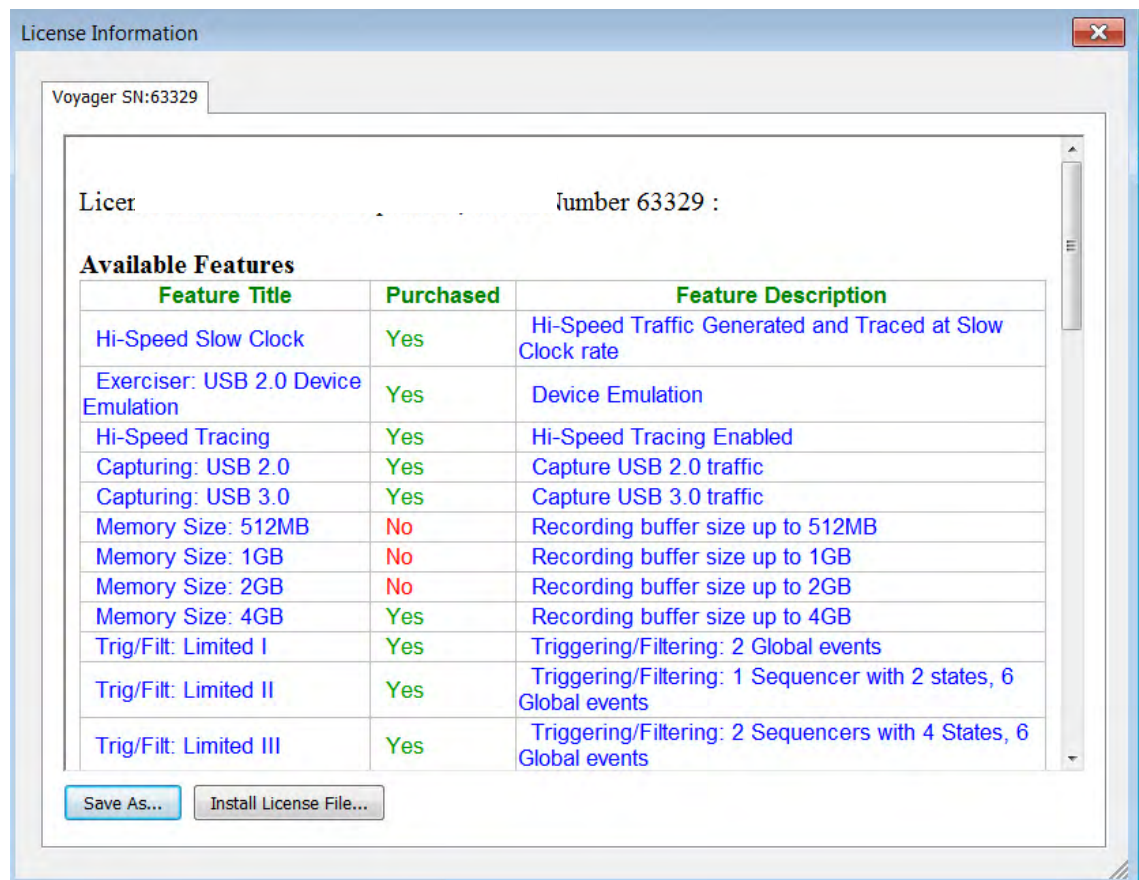 License Information
Voyager SN:63329
Number 63329 :
Available Features
Feature Title Purchased Feature Description
Hi-Speed Slow Clock Yes Hi-Speed Traffic Generated and Traced at Slow
Clock rate
Exerciser: USB 2.0 Device
Emulation Yes Device Emulation
Hi-Speed Tracing Yes Hi-Speed Tracing Enabled
Capturing: USB 2.0 Yes Capture USB 2.0 traffic
Capturing: USB 3.0 Yes Capture USB 3.0 traffic
Memory Size: 512MB No Recording buffer size up to 512MB
Memory Size: 1GB No Recording buffer size up to 1GB
Memory Size: 2GB No Recording buffer size up to 2GB
Memory Size: 4GB Yes Recording buffer size up to 4GB
Trig/Filt: Limited I Yes Triggering/Filtering: 2 Global events
Trig/Filt: Limited II Yes Triggering/Filtering: 1 Sequencer with 2 states, 6
Global events
Trig/Filt: Limited III Yes Triggering/Filtering: 2 Sequencers with 4 States, 6
Global events
Save As... Install License File...